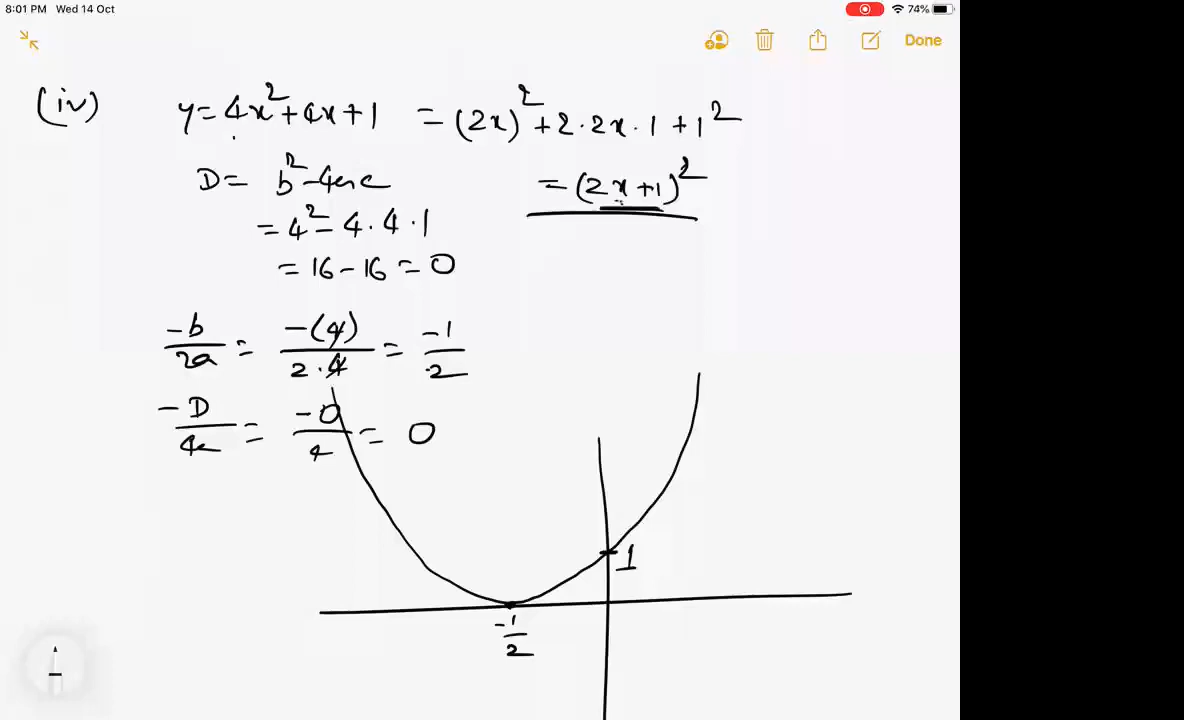 8:01 PM Wed 14 Oct 74%
Done
(iv) y = 4x²+4x+1 = (2x)² + 2·2x·1 + 1²
D = b²-4ac = (2x+1)²
= 4² - 4·4·1
= 16 - 16 = 0
-b/2a = -(4)/2·4 = -1/2
-D/4a = -0/4 = 0
1
-1/2